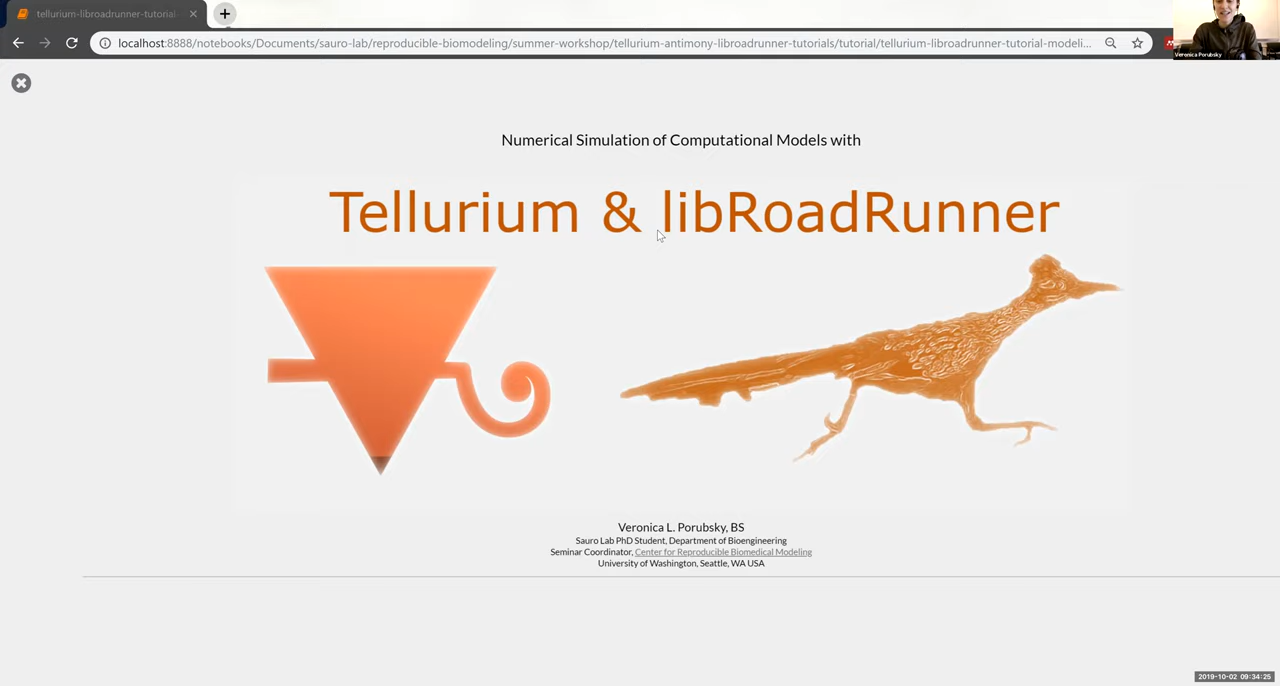 tellurium-libroadrunner-tutorial
localhost:8888/notebooks/Documents/sauro-lab/reproducible-biomodeling/summer-workshop/tellurium-antimony-libroadrunner-tutorials/tutorial/tellurium-libroadrunner-tutorial-modeli...
Veronica Porubsky
Numerical Simulation of Computational Models with
Tellurium & libRoadRunner
Veronica L. Porubsky, BS
Sauro Lab PhD Student, Department of Bioengineering
Seminar Coordinator, Center for Reproducible Biomedical Modeling
University of Washington, Seattle, WA USA
2019-10-02 09:34:25